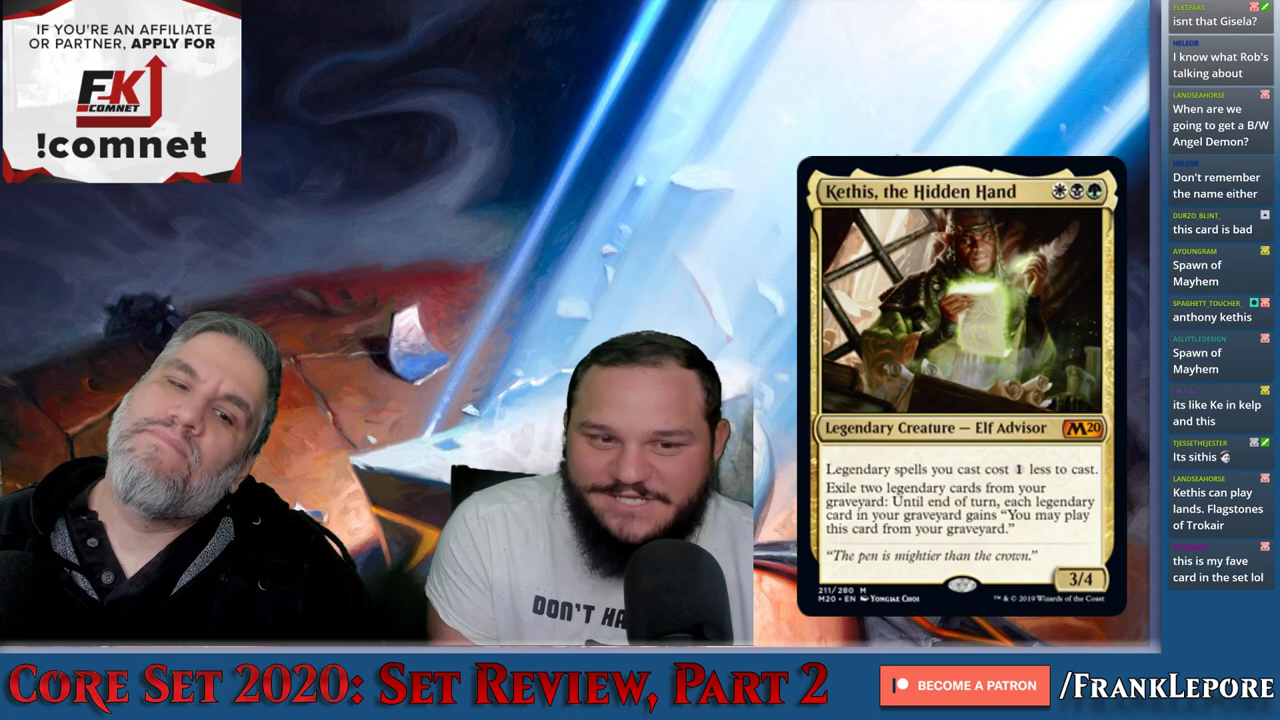 IF YOU'RE AN AFFILIATE
OR PARTNER, APPLY FOR
FK
COMNET
!comnet
Kethis, the Hidden Hand
Legendary Creature — Elf Advisor
M20
Legendary spells you cast cost 1 less to cast.
Exile two legendary cards from your
graveyard: Until end of turn, each legendary
card in your graveyard gains “You may play
this card from your graveyard.”
“The pen is mightier than the crown.”
3/4
211/280 M
M20 • EN Yongjae Choi
™ & © 2019 Wizards of the Coast
DON'T HA
ELKTEARS
isnt that Gisela?
HELEOR
I know what Rob's
talking about
LANDSEAHORSE
When are we
going to get a B/W
Angel Demon?
HELEOR
Don't remember
the name either
DURZO_BLINT_
this card is bad
AYOUNGRAM
Spawn of
Mayhem
SPAGHETT_TOUCHER_
anthony kethis
ASLITTLEDESIGN
Spawn of
Mayhem
its like Ke in kelp
and this
TJESSETHEJESTER
Its sithis
LANDSEAHORSE
Kethis can play
lands. Flagstones
of Trokair
this is my fave
card in the set lol
Core Set 2020: Set Review, Part 2
BECOME A PATRON
/FrankLepore